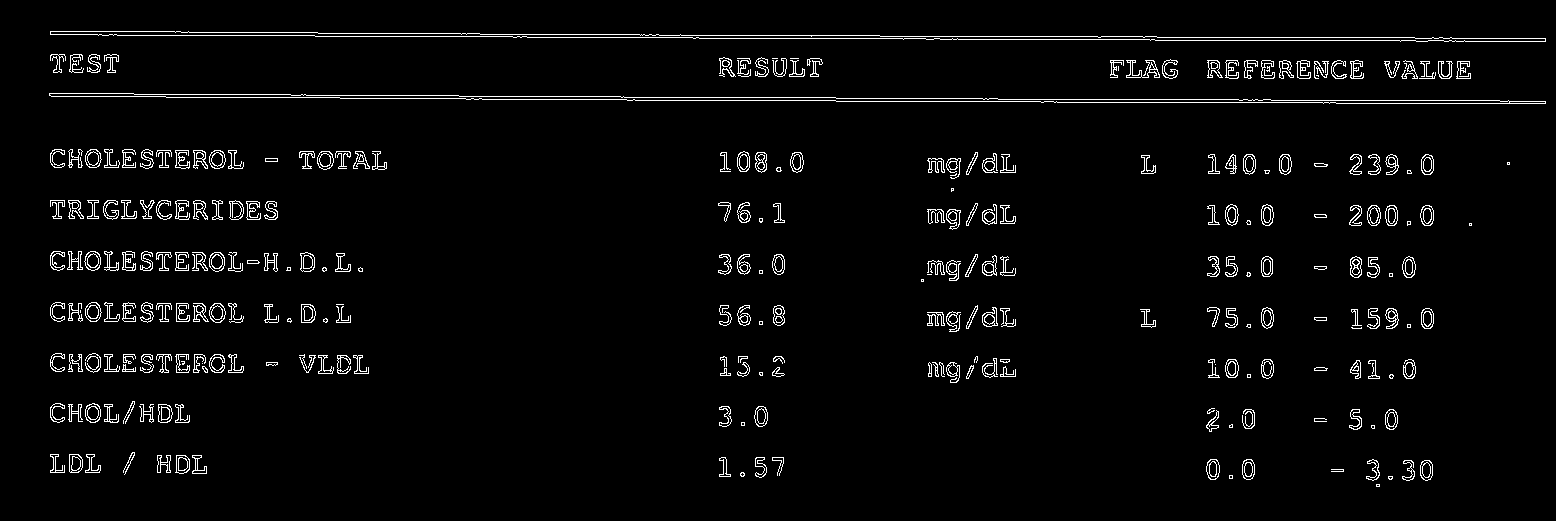 TEST RESULT FLAG REFERENCE VALUE
CHOLESTEROL - TOTAL 108.0 mg/dL L 140.0 - 239.0
TRIGLYCERIDES 76.1 mg/dL 10.0 - 200.0
CHOLESTEROL-H.D.L. 36.0 mg/dL 35.0 - 85.0
CHOLESTEROL L.D.L 56.8 mg/dL L 75.0 - 159.0
CHOLESTEROL - VLDL 15.2 mg/dL 10.0 - 41.0
CHOL/HDL 3.0 2.0 - 5.0
LDL / HDL 1.57 0.0 - 3.30